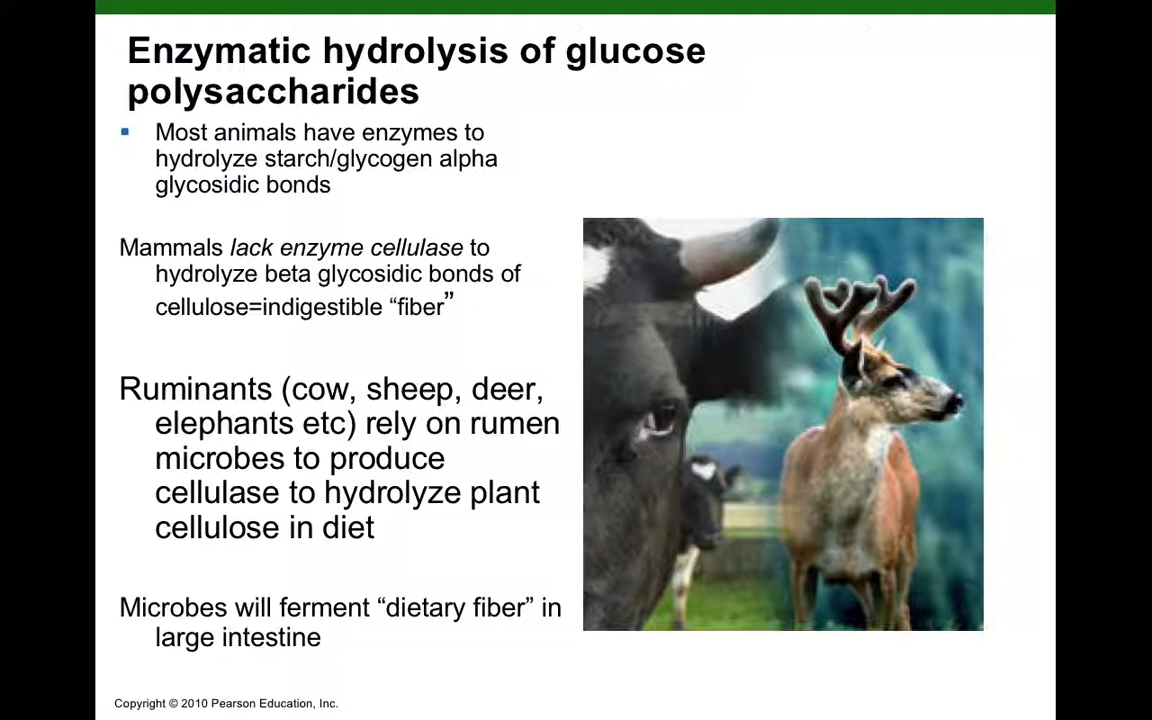 Enzymatic hydrolysis of glucose
polysaccharides
▪ Most animals have enzymes to
hydrolyze starch/glycogen alpha
glycosidic bonds
Mammals lack enzyme cellulase to
hydrolyze beta glycosidic bonds of
cellulose=indigestible “fiber”
Ruminants (cow, sheep, deer,
elephants etc) rely on rumen
microbes to produce
cellulase to hydrolyze plant
cellulose in diet
Microbes will ferment “dietary fiber” in
large intestine
Copyright © 2010 Pearson Education, Inc.